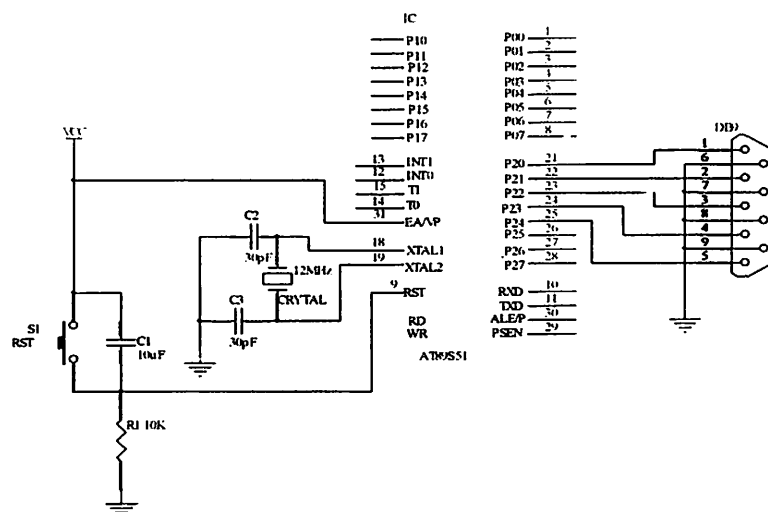 IC
P10
P11
P12
P13
P14
P15
P16
P17
13 INT1
12 INT0
15 T1
14 T0
31 EA/VP
18 XTAL1
19 XTAL2
9 RST
RD
WR
AT89S51
P00 1
P01 2
P02 3
P03 4
P04 5
P05 6
P06 7
P07 8
P20 21
P21 22
P22 23
P23 24
P24 25
P25 26
P26 27
P27 28
RXD 10
TXD 11
ALE/P 30
PSEN 29
DB9
1
6
2
7
3
8
4
9
5
VCC
C2
30pF
12MHz
CRYTAL
C3
30pF
S1
RST
C1
10uF
R1 10K